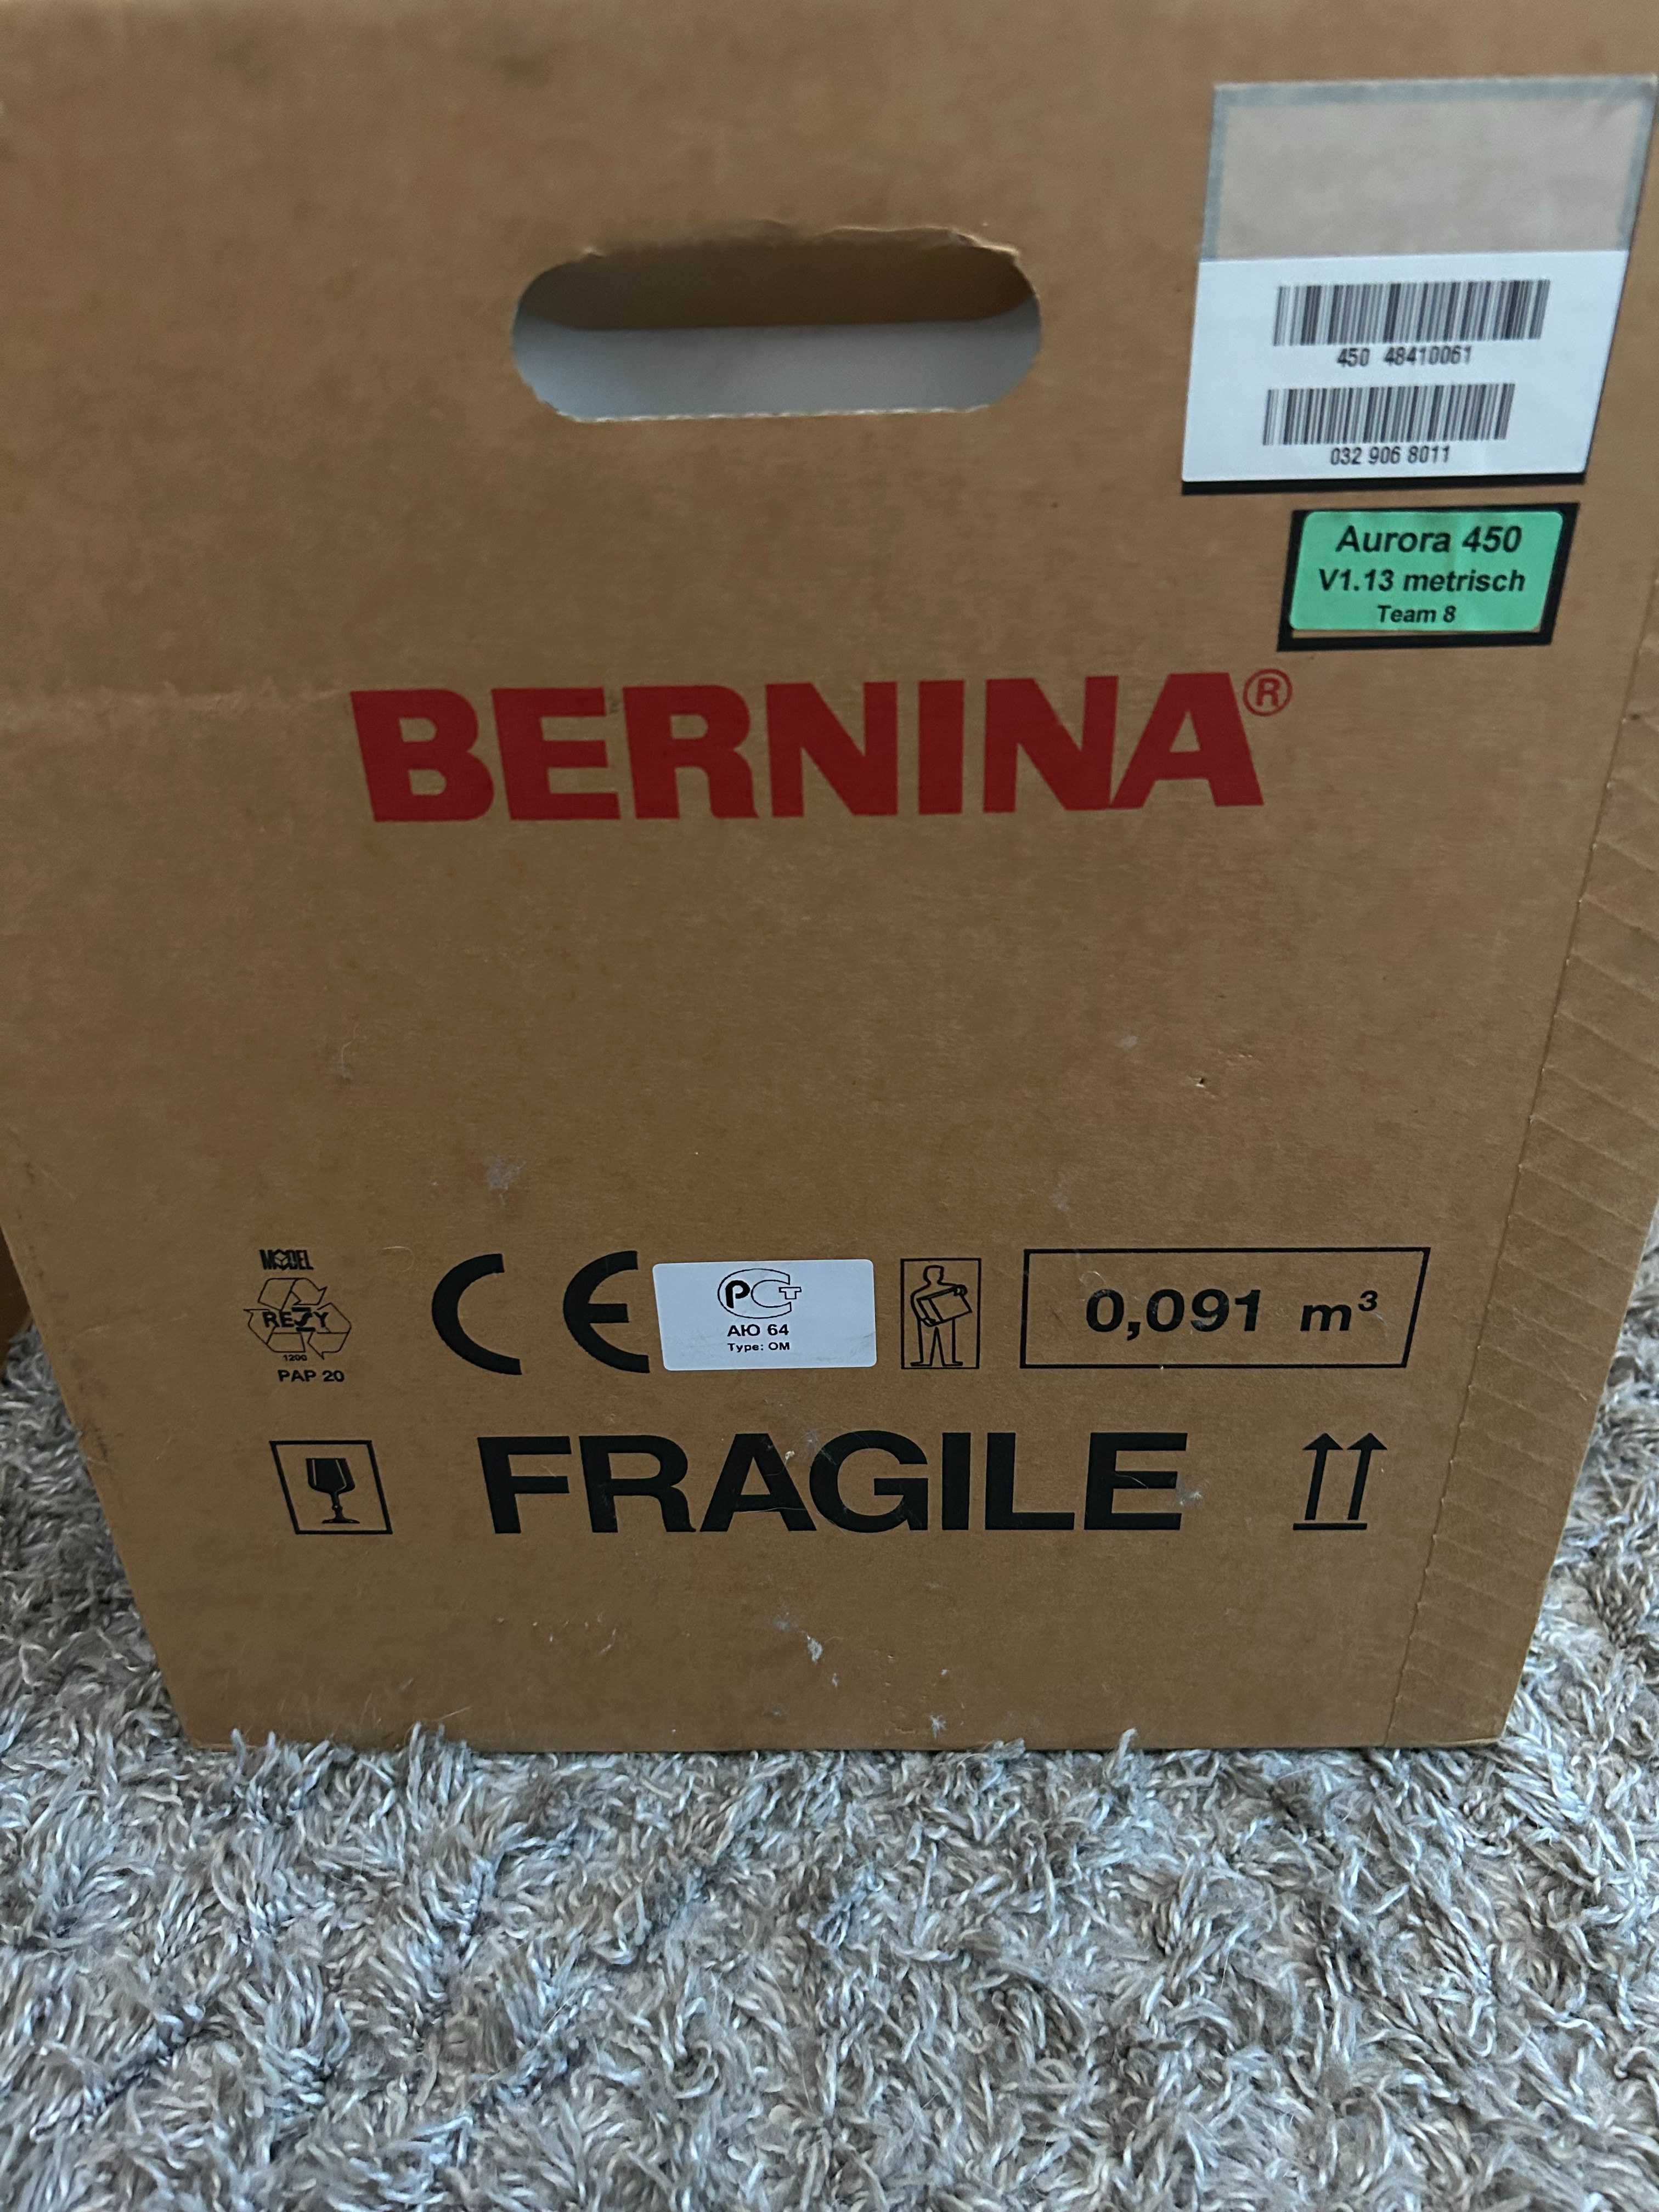 450 48410061
032 906 8011
Aurora 450
V1.13 metrisch
Team 8
BERNINA®
MODEL
RESY
1200
PAP 20
CE
РСТ
АЮ 64
Type: OM
0,091 m³
FRAGILE